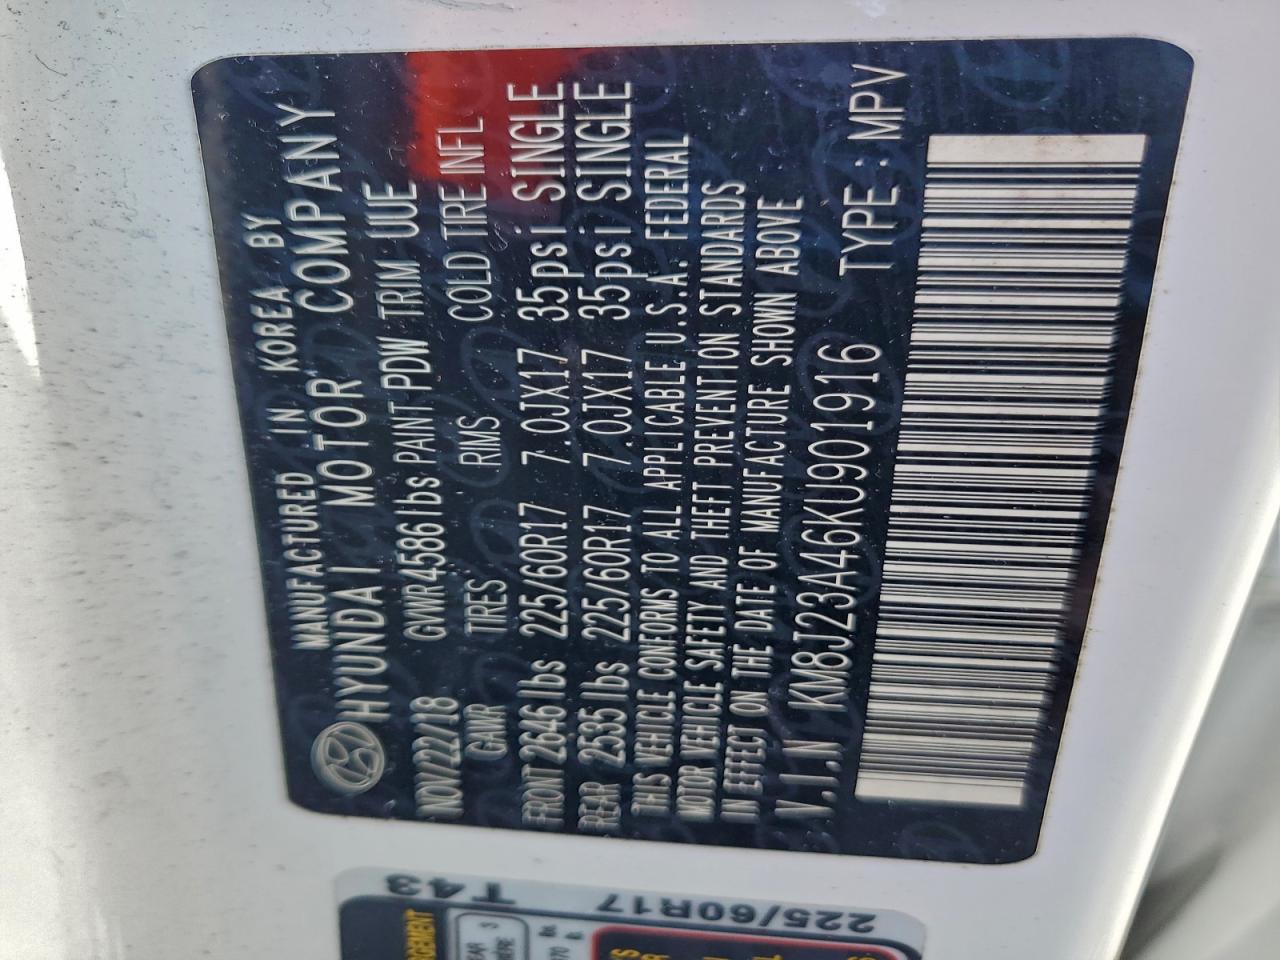 MANUFACTURED IN KOREA BY
HYUNDAI MOTOR COMPANY
NOV/22/18 GVWR 4586 lbs PAINT PDW TRIM UUE
GAWR TIRES RIMS COLD TIRE INFL
FRONT 2646 lbs 225/60R17 7.0JX17 35psi SINGLE
REAR 2535 lbs 225/60R17 7.0JX17 35psi SINGLE
THIS VEHICLE CONFORMS TO ALL APPLICABLE U.S.A. FEDERAL
MOTOR VEHICLE SAFETY AND THEFT PREVENTION STANDARDS
IN EFFECT ON THE DATE OF MANUFACTURE SHOWN ABOVE
V.I.N KM8J23A46KU901916 TYPE : MPV
T43
225/60R17